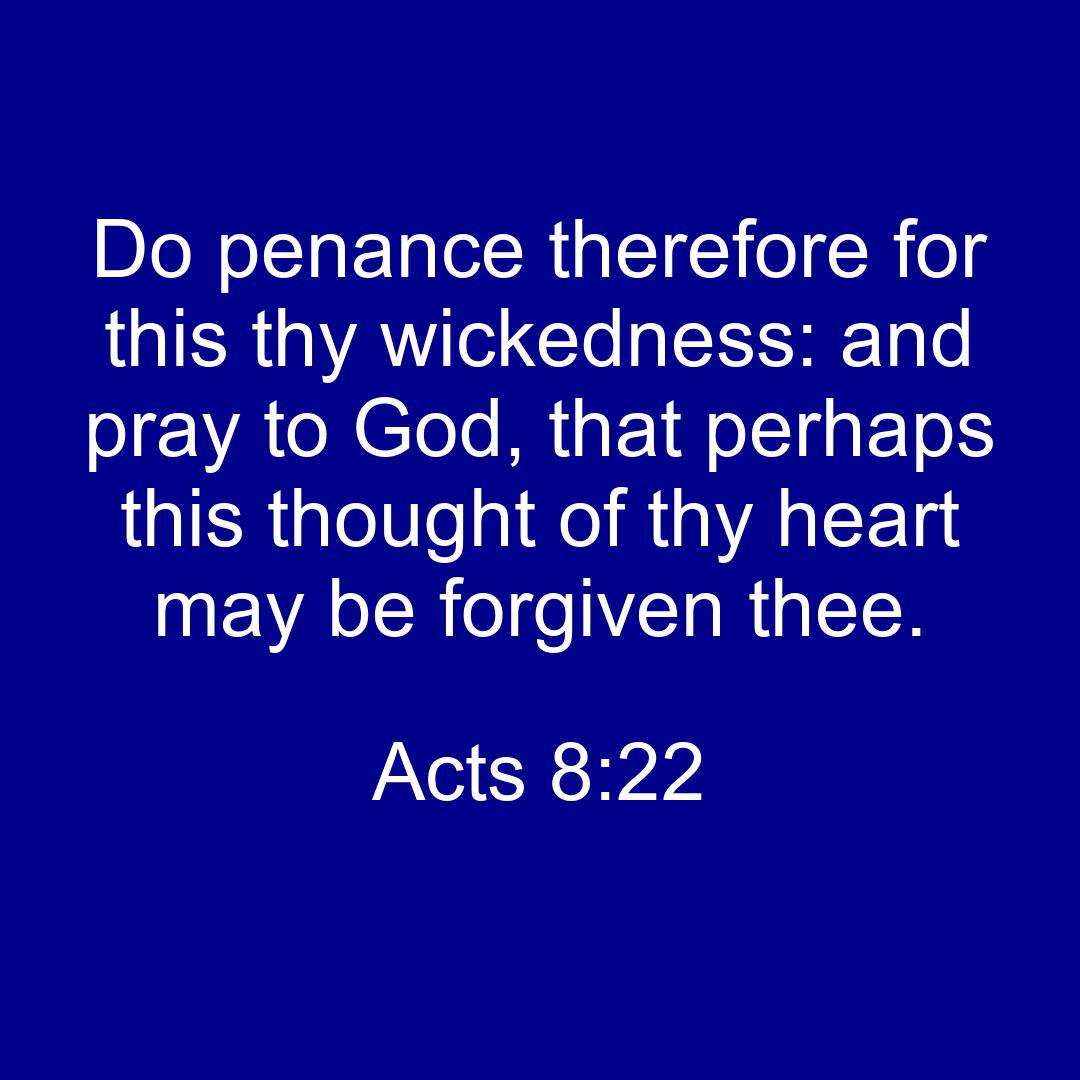 Do penance therefore for
this thy wickedness: and
pray to God, that perhaps
this thought of thy heart
may be forgiven thee.
Acts 8:22